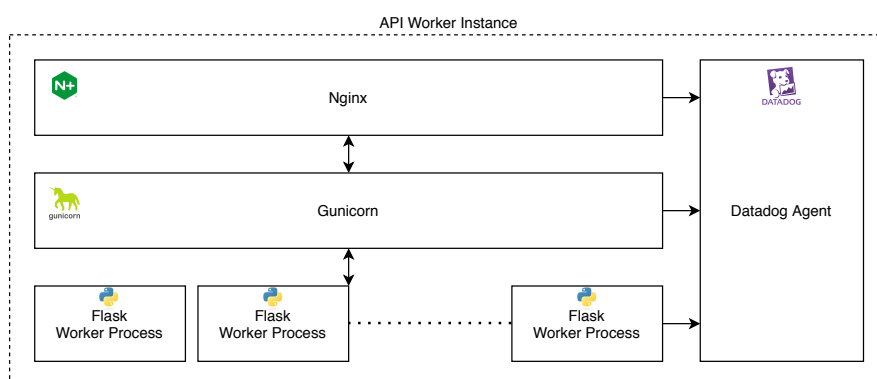 API Worker Instance
N+
Nginx
DATADOG
gunicorn
Gunicorn
Datadog Agent
Flask
Worker Process
Flask
Worker Process
Flask
Worker Process